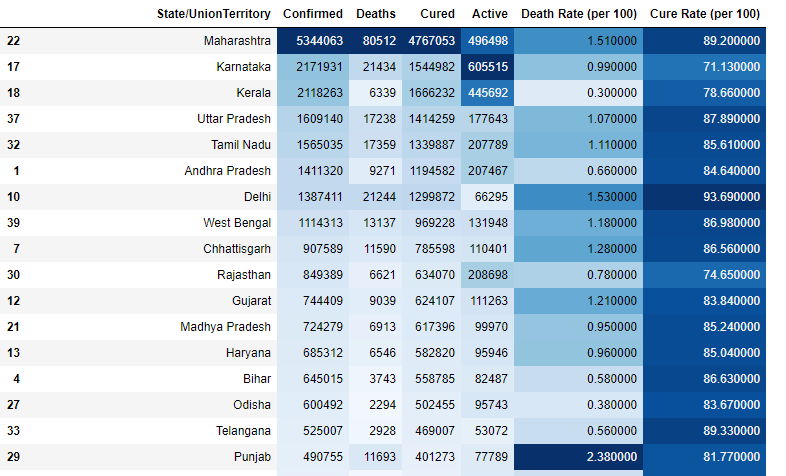 State/UnionTerritory Confirmed Deaths Cured Active Death Rate (per 100) Cure Rate (per 100)
22 Maharashtra 5344063 80512 4767053 496498 1.510000 89.200000
17 Karnataka 2171931 21434 1544982 605515 0.990000 71.130000
18 Kerala 2118263 6339 1666232 445692 0.300000 78.660000
37 Uttar Pradesh 1609140 17238 1414259 177643 1.070000 87.890000
32 Tamil Nadu 1565035 17359 1339887 207789 1.110000 85.610000
1 Andhra Pradesh 1411320 9271 1194582 207467 0.660000 84.640000
10 Delhi 1387411 21244 1299872 66295 1.530000 93.690000
39 West Bengal 1114313 13137 969228 131948 1.180000 86.980000
7 Chhattisgarh 907589 11590 785598 110401 1.280000 86.560000
30 Rajasthan 849389 6621 634070 208698 0.780000 74.650000
12 Gujarat 744409 9039 624107 111263 1.210000 83.840000
21 Madhya Pradesh 724279 6913 617396 99970 0.950000 85.240000
13 Haryana 685312 6546 582820 95946 0.960000 85.040000
4 Bihar 645015 3743 558785 82487 0.580000 86.630000
27 Odisha 600492 2294 502455 95743 0.380000 83.670000
33 Telangana 525007 2928 469007 53072 0.560000 89.330000
29 Punjab 490755 11693 401273 77789 2.380000 81.770000